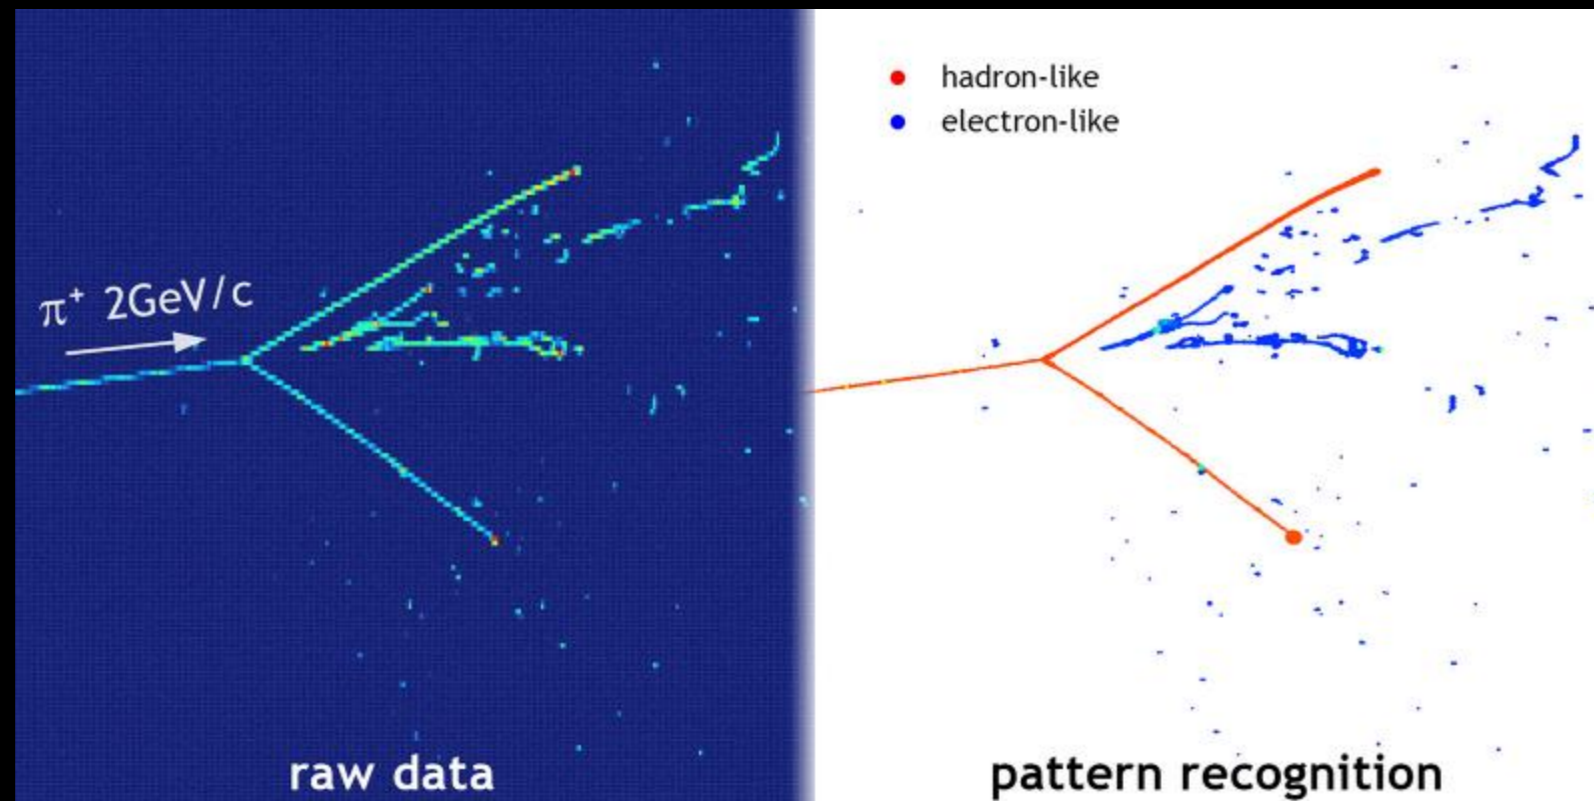 π⁺ 2GeV/c
raw data
hadron-like
electron-like
pattern recognition